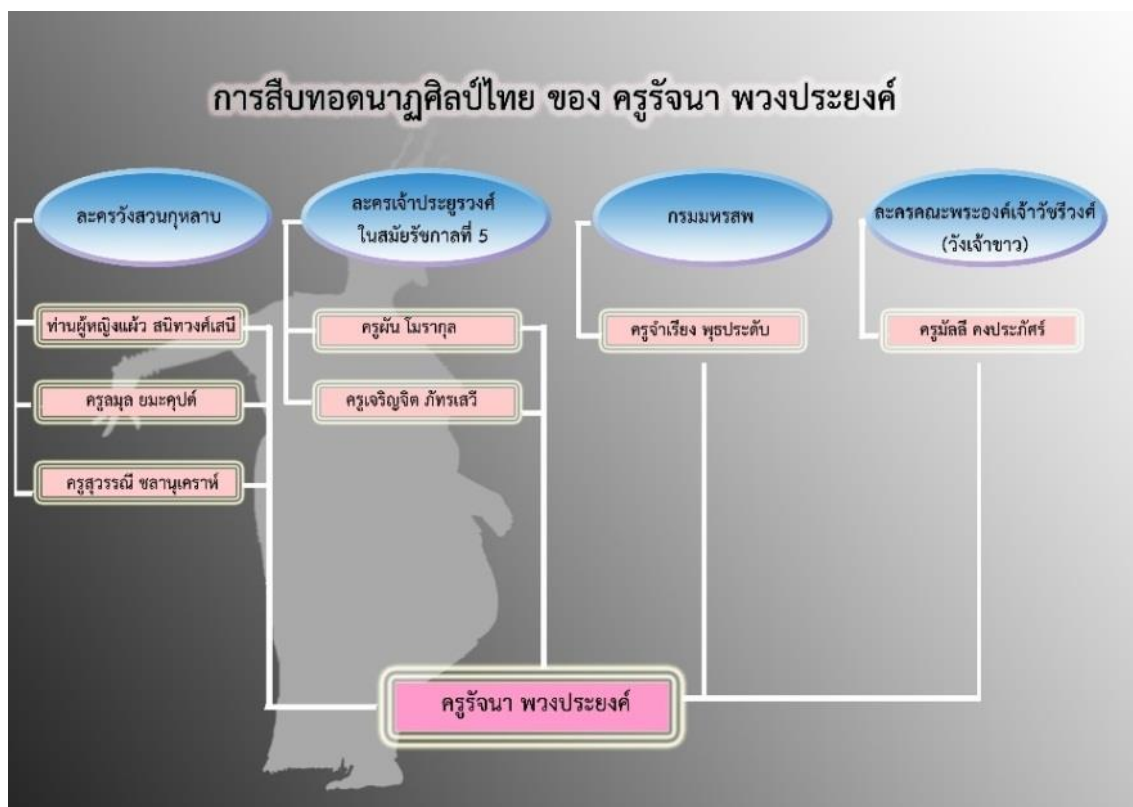 การสืบทอดนาฏศิลป์ไทย ของ ครูรัจนา พวงประยงค์
ละครวังสวนกุหลาบ
ละครเจ้าประยูรวงศ์
ในสมัยรัชกาลที่ 5
กรมมหรสพ
ละครคณะพระองค์เจ้าวัชรีวงศ์
(วังเจ้าขาว)
ท่านผู้หญิงแผ้ว สนิทวงศ์เสนี
ครูผัน โมรากุล
ครูจำเรียง พุธประดับ
ครูมัลลี คงประภัศร์
ครูลมุล ยมะคุปต์
ครูเจริญจิต ภัทรเสวี
ครูสุวรรณี ชลานุเคราห์
ครูรัจนา พวงประยงค์